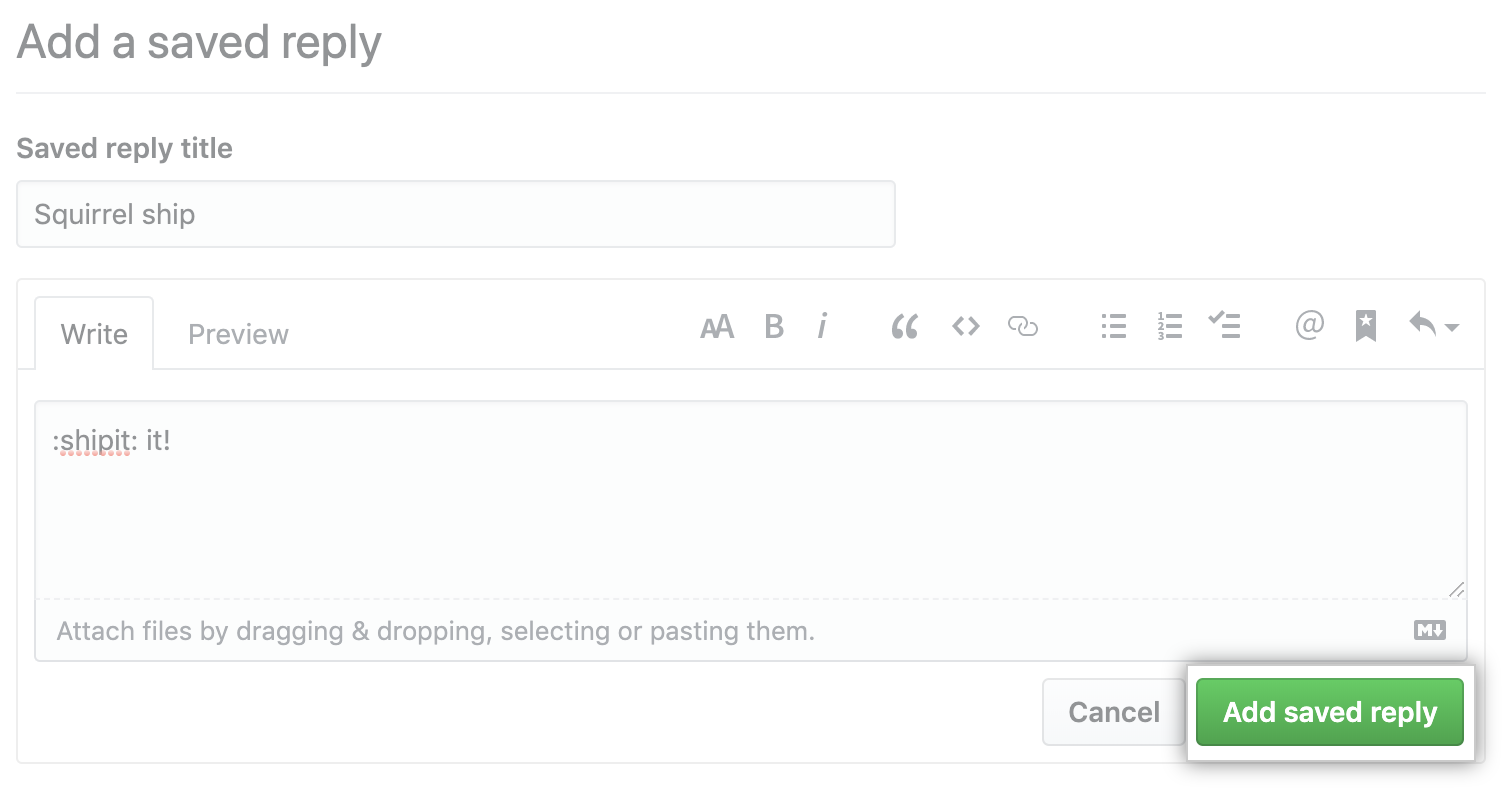 Add a saved reply
Saved reply title
Squirrel ship
Write Preview AA B i
:shipit: it!
Attach files by dragging & dropping, selecting or pasting them.
Cancel Add saved reply